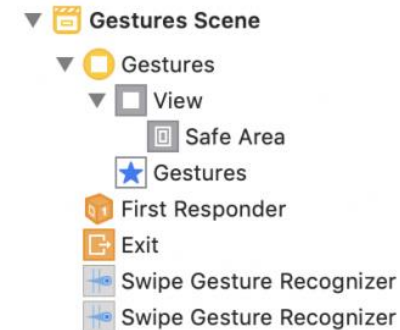 Gestures Scene
Gestures
View
Safe Area
Gestures
First Responder
Exit
Swipe Gesture Recognizer
Swipe Gesture Recognizer